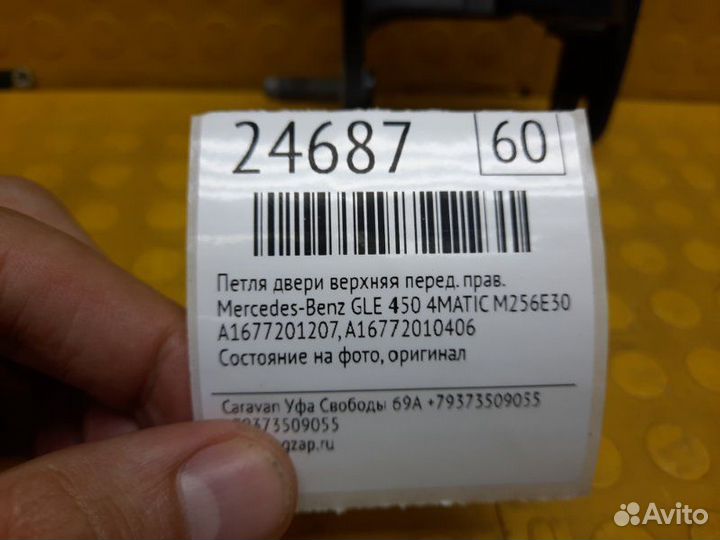 24687 60
Петля двери верхняя перед. прав.
Mercedes-Benz GLE 450 4MATIC M256E30
A1677201207, A16772010406
Состояние на фото, оригинал
Caravan Уфа Свободы 69А +79373509055
79373509055
gzap.ru
Avito